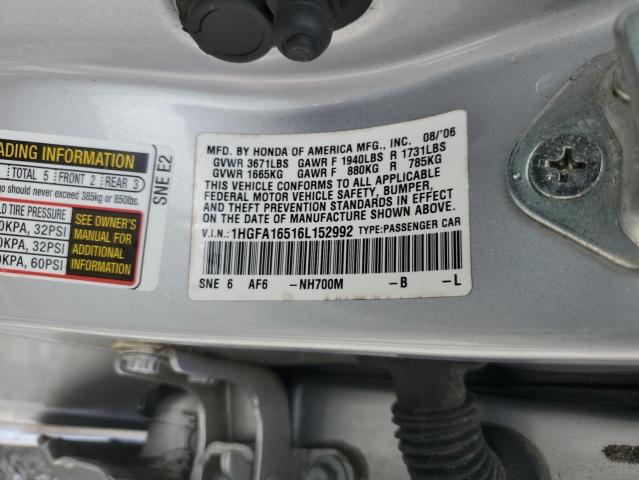 ADING INFORMATION
TOTAL 5 FRONT 2 REAR 3
go should never exceed 385kg or 850lbs.
LD TIRE PRESSURE
0KPA, 32PSI
0KPA, 32PSI
0KPA, 60PSI
SEE OWNER'S
MANUAL FOR
ADDITIONAL
INFORMATION
SNE E2
MFD. BY HONDA OF AMERICA MFG., INC. 08/'06
GVWR 3671LBS GAWR F 1940LBS R 1731LBS
GVWR 1665KG GAWR F 880KG R 785KG
THIS VEHICLE CONFORMS TO ALL APPLICABLE
FEDERAL MOTOR VEHICLE SAFETY, BUMPER,
AND THEFT PREVENTION STANDARDS IN EFFECT
ON THE DATE OF MANUFACTURE SHOWN ABOVE.
V.I.N.: 1HGFA16516L152992 TYPE:PASSENGER CAR
SNE 6 AF6 -NH700M -B -L